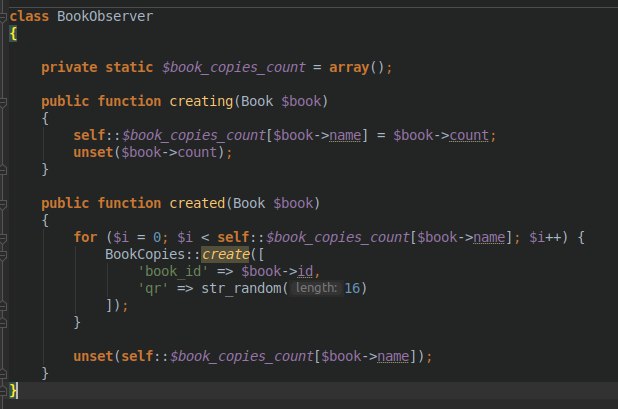 class BookObserver
{
    private static $book_copies_count = array();
    public function creating(Book $book)
    {
        self::$book_copies_count[$book->name] = $book->count;
        unset($book->count);
    }
    public function created(Book $book)
    {
        for ($i = 0; $i < self::$book_copies_count[$book->name]; $i++) {
            BookCopies::create([
                'book_id' => $book->id,
                'qr' => str_random( length: 16)
            ]);
        }
        unset(self::$book_copies_count[$book->name]);
    }
}